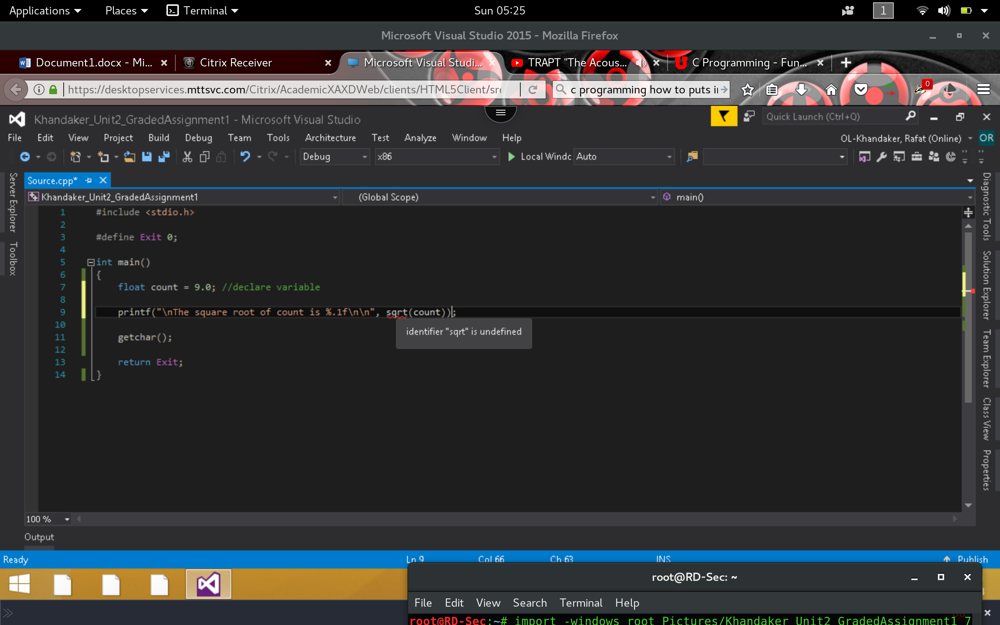 Applications Places Terminal Sun 05:25 1
Microsoft Visual Studio 2015 - Mozilla Firefox
Document1.docx - Mi... Citrix Receiver Microsoft Visual Studi... TRAPT "The Acous... C Programming - Fun...
https://desktopservices.mttsvc.com/Citrix/AcademicXAXDWeb/clients/HTML5Client/src c programming how to puts in 0
Khandaker_Unit2_GradedAssignment1 - Microsoft Visual Studio Quick Launch (Ctrl+Q)
File Edit View Project Build Debug Team Tools Architecture Test Analyze Window Help OL-Khandaker, Rafat (Online) OR
Debug x86 Local Windc Auto
Source.cpp*
Khandaker_Unit2_GradedAssignment1 (Global Scope) main()
1 #include <stdio.h>
2
3 #define Exit 0;
4
5 int main()
6 {
7 float count = 9.0; //declare variable
8
9 printf("\nThe square root of count is %.1f\n\n", sqrt(count));
10
identifier "sqrt" is undefined
11 getchar();
12
13 return Exit;
14 }
Server Explorer
Toolbox
Diagnostic Tools
Solution Explorer
Team Explorer
Class View
Properties
100 %
Output
Ready Ln 9 Col 66 Ch 63 INS Publish
root@RD-Sec: ~
File Edit View Search Terminal Help
root@RD-Sec:~# import -windows root Pictures/Khandaker_Unit2_GradedAssignment1_7